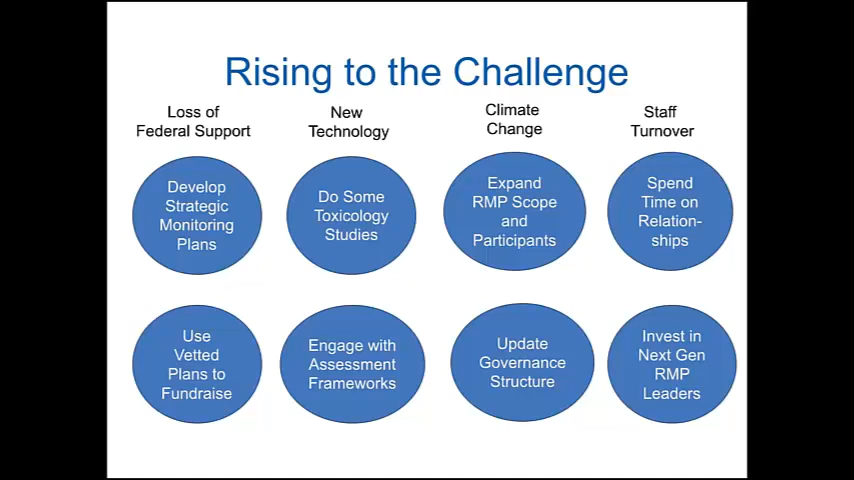 Rising to the Challenge
Loss of
Federal Support
New
Technology
Climate
Change
Staff
Turnover
Develop
Strategic
Monitoring
Plans
Do Some
Toxicology
Studies
Expand
RMP Scope
and
Participants
Spend
Time on
Relation-
ships
Use
Vetted
Plans to
Fundraise
Engage with
Assessment
Frameworks
Update
Governance
Structure
Invest in
Next Gen
RMP
Leaders